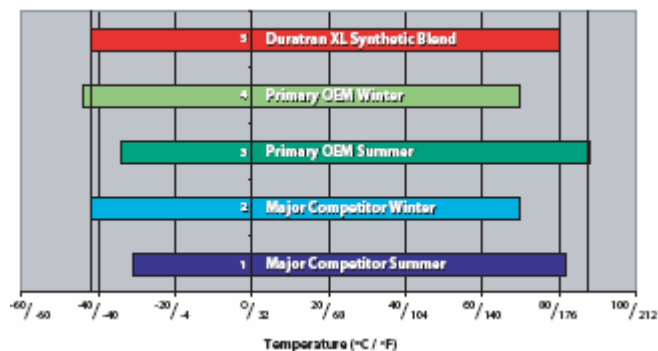 5 Duratran XL Synthetic Blend
4 Primary OEM Winter
3 Primary OEM Summer
2 Major Competitor Winter
1 Major Competitor Summer
-60/-60 -40/-40 -20/-4 0/32 20/68 40/104 60/140 80/176 100/212
Temperature (°C / °F)